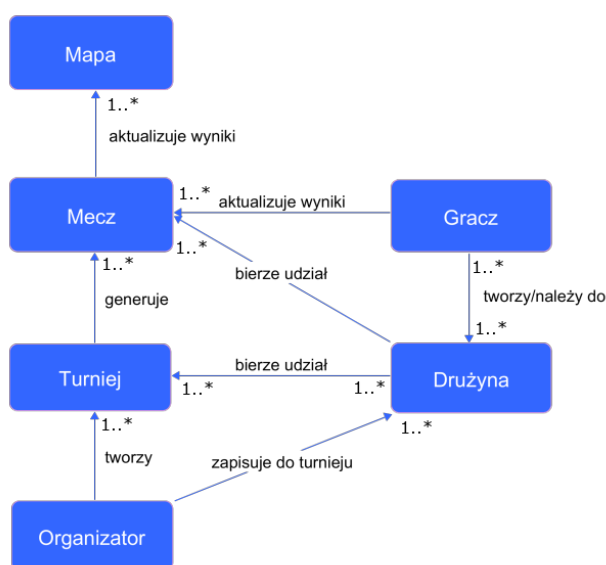 Mapa
1..*
aktualizuje wyniki
Mecz
1..*
aktualizuje wyniki
Gracz
1..*
1..*
1..*
bierze udział
generuje
tworzy/należy do
1..*
Turniej
bierze udział
1..*
1..*
Drużyna
1..*
1..*
tworzy
zapisuje do turnieju
Organizator